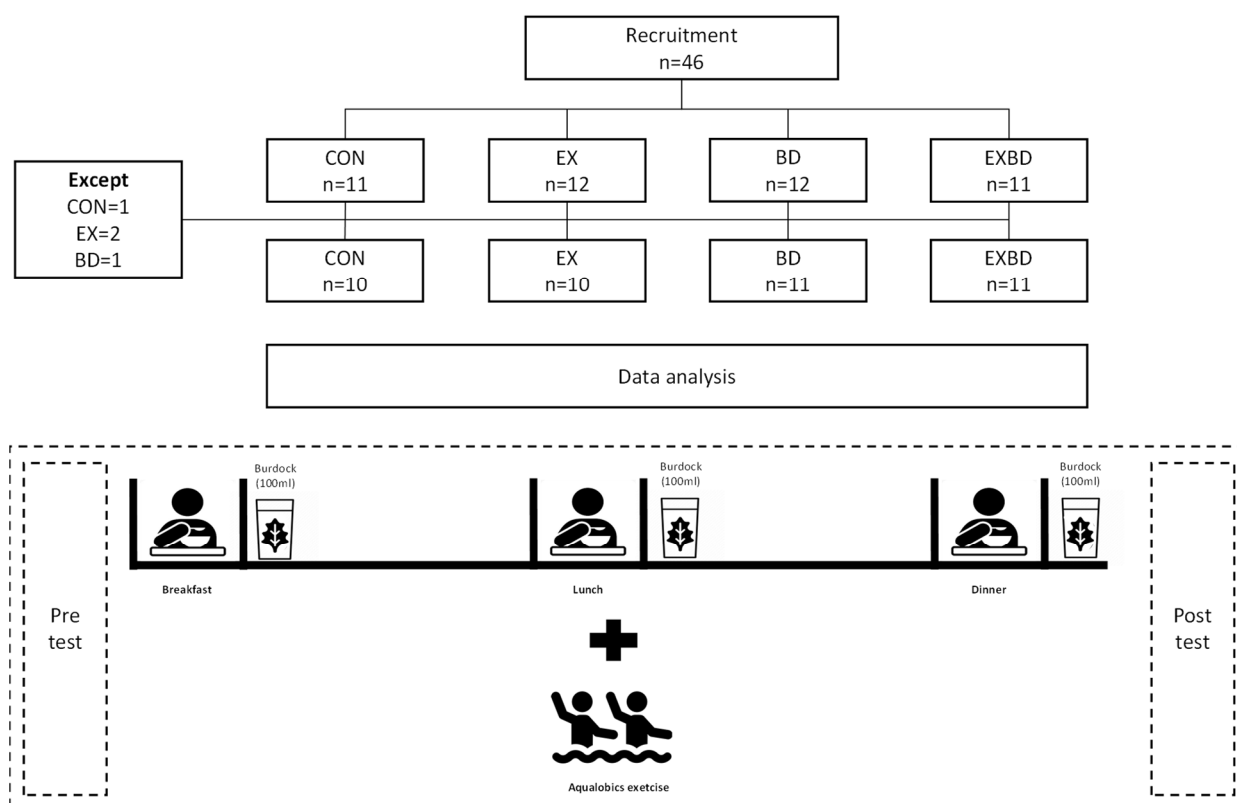 Recruitment
n=46
CON
n=11
EX
n=12
BD
n=12
EXBD
n=11
Except
CON=1
EX=2
BD=1
CON
n=10
EX
n=10
BD
n=11
EXBD
n=11
Data analysis
Pre
test
Burdock
(100ml)
Breakfast
Burdock
(100ml)
Lunch
Burdock
(100ml)
Dinner
Aqualobics exetcise
Post
test